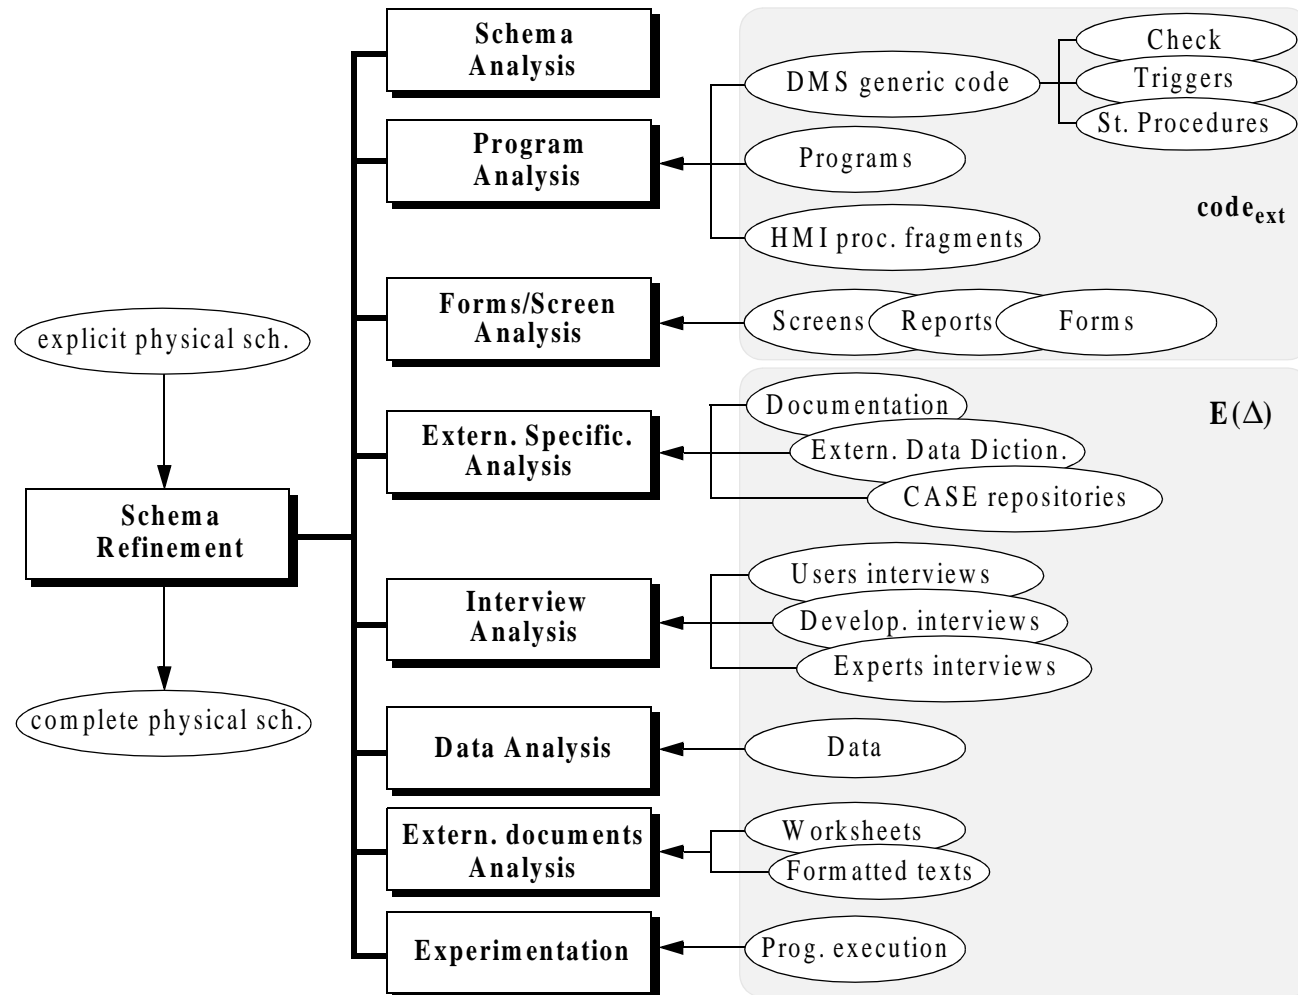 Schema
Analysis
Check
DMS generic code
Triggers
St. Procedures
Program
Analysis
Programs
code_ext
HMI proc. fragments
Forms/Screen
Analysis
Screens
Reports
Forms
explicit physical sch.
Documentation
E(Δ)
Extern. Specific.
Analysis
Extern. Data Diction.
CASE repositories
Schema
Refinement
Users interviews
Interview
Analysis
Develop. interviews
Experts interviews
complete physical sch.
Data Analysis
Data
Extern. documents
Analysis
Worksheets
Formatted texts
Experimentation
Prog. execution